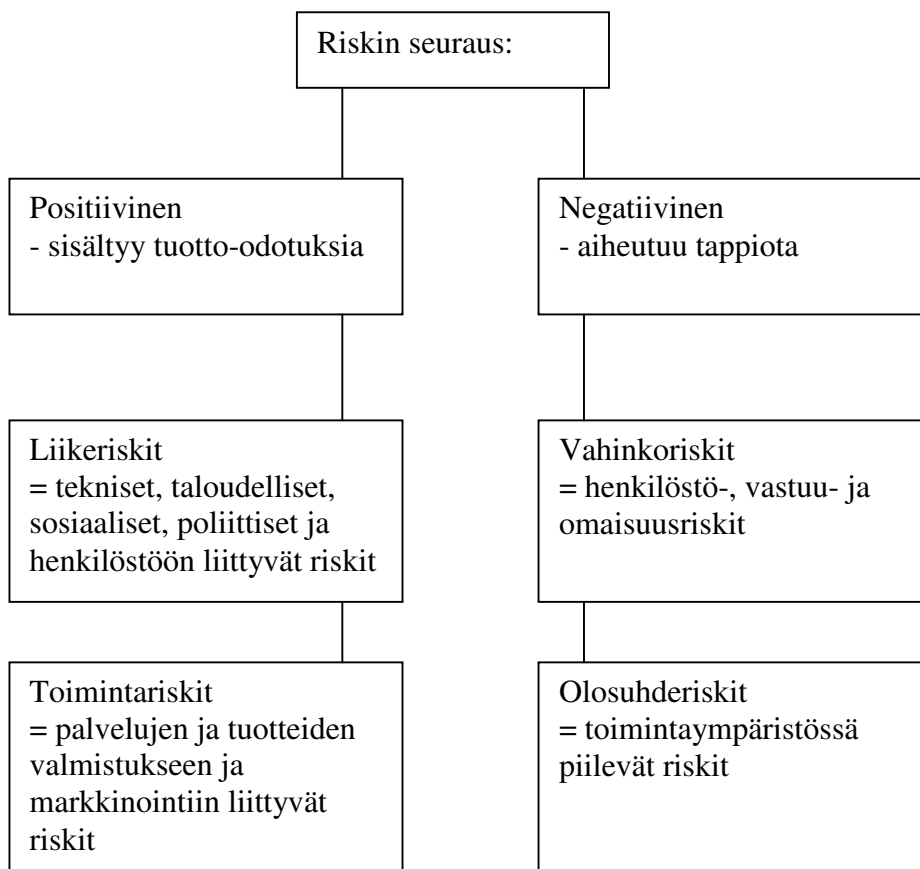 Riskin seuraus:
Positiivinen
- sisältyy tuotto-odotuksia
Negatiivinen
- aiheutuu tappiota
Liikeriskit
= tekniset, taloudelliset,
sosiaaliset, poliittiset ja
henkilöstöön liittyvät riskit
Vahinkoriskit
= henkilöstö-, vastuu- ja
omaisuusriskit
Toimintariskit
= palvelujen ja tuotteiden
valmistukseen ja
markkinointiin liittyvät
riskit
Olosuhderiskit
= toimintaympäristössä
piilevät riskit